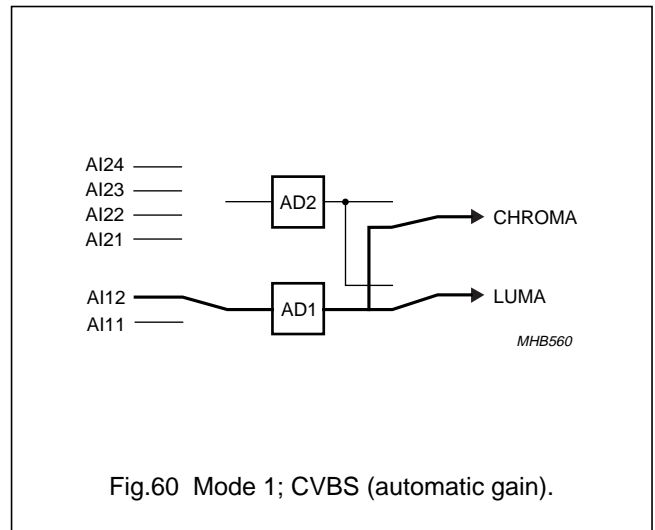 AI24
AI23
AI22
AI21
AD2
CHROMA
AI12
AI11
AD1
LUMA
MHB560
Fig.60 Mode 1; CVBS (automatic gain).